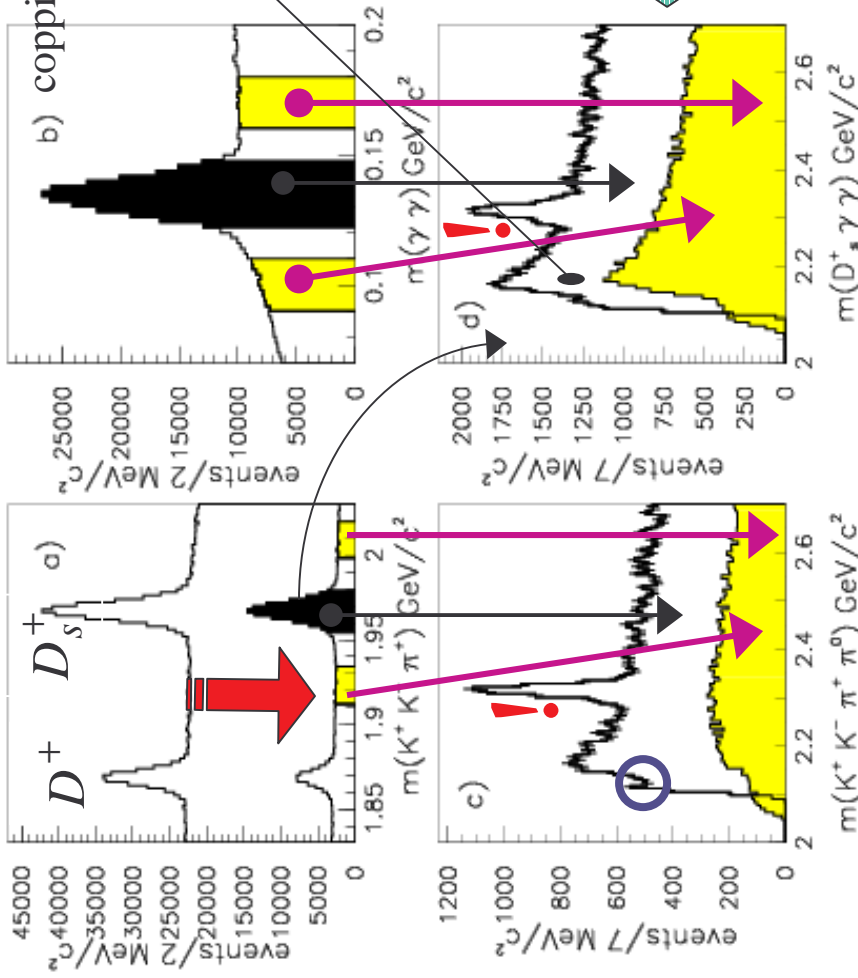 D⁺
D_s⁺
a)
events/2 MeV/c²
45000
40000
35000
30000
25000
20000
15000
10000
5000
0
1.85 1.9 1.95 2
m(K⁺ K⁻ π⁺) GeV/c²
b) coppi
events/2 MeV/c²
25000
20000
15000
10000
5000
0
0.1 0.15 0.2
m(γ γ) GeV/c²
c)
events/7 MeV/c²
1200
1000
800
600
400
200
0
2 2.2 2.4 2.6
m(K⁺ K⁻ π⁺ π⁰) GeV/c²
!
d)
events/7 MeV/c²
2000
1750
1500
1250
1000
750
500
250
0
2 2.2 2.4 2.6
m(D⁺ₛ γ γ) GeV/c²
!